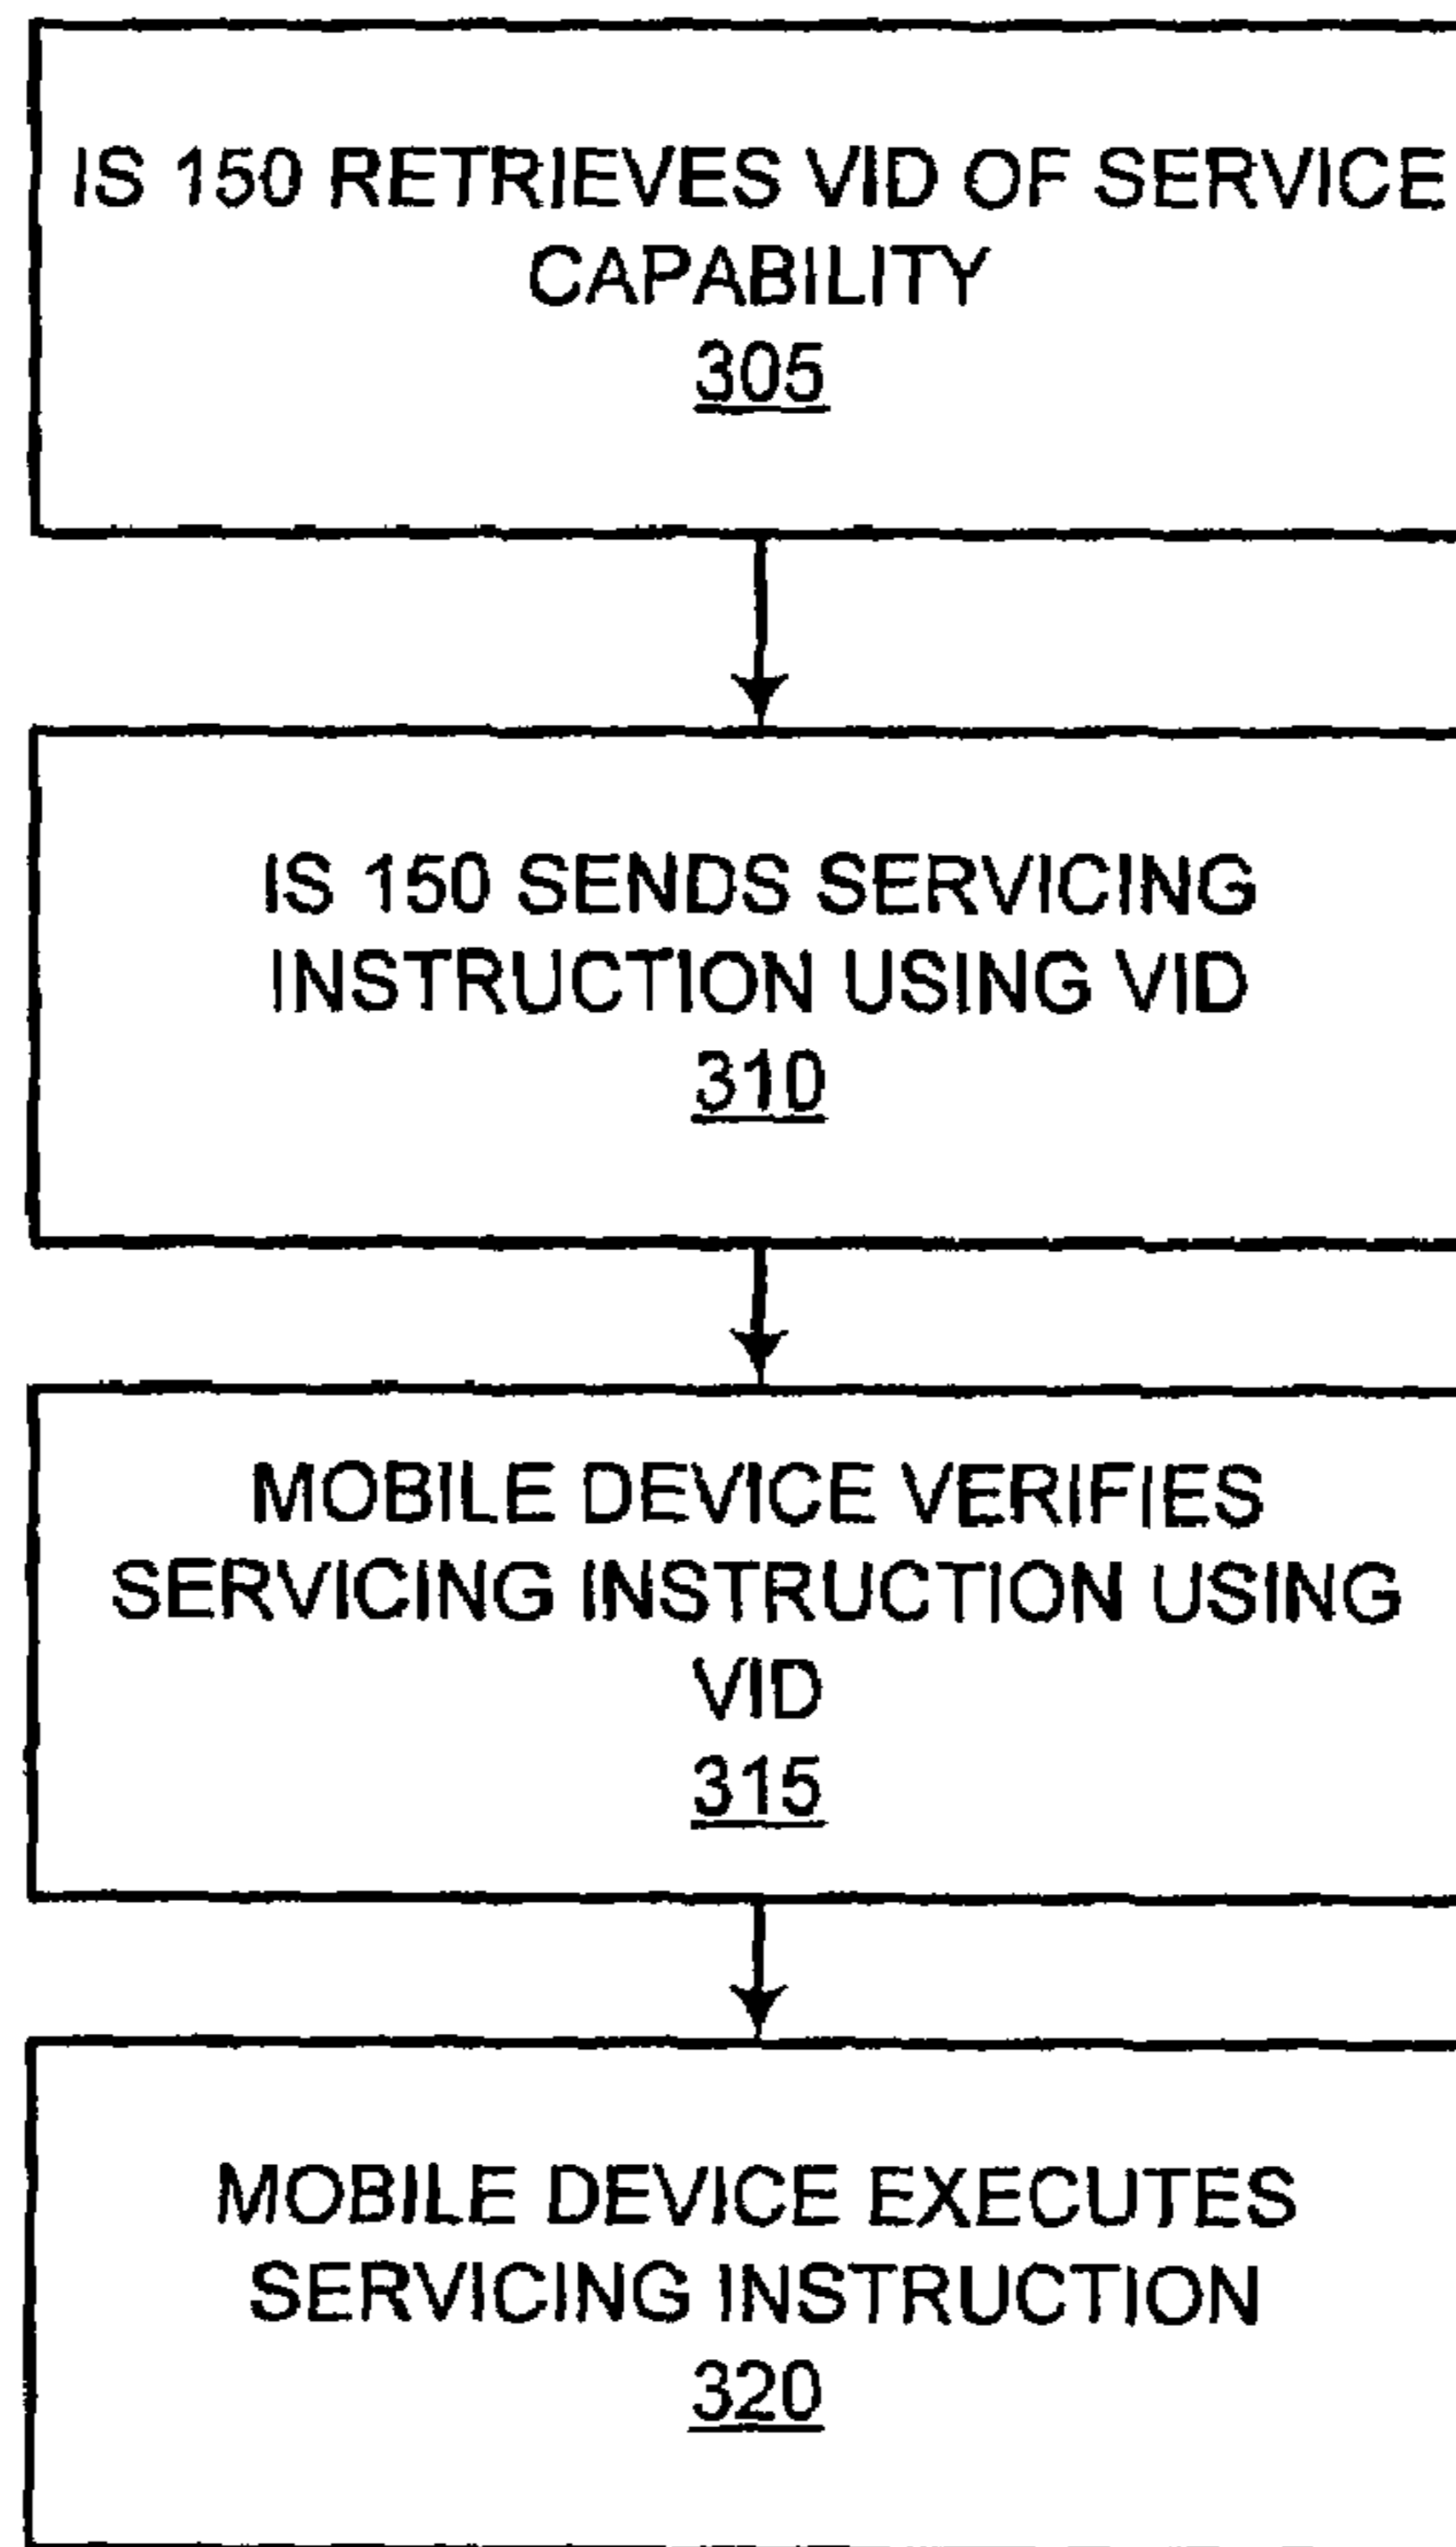 IS 150 RETRIEVES VID OF SERVICE
CAPABILITY
305
IS 150 SENDS SERVICING
INSTRUCTION USING VID
310
MOBILE DEVICE VERIFIES
SERVICING INSTRUCTION USING
VID
315
MOBILE DEVICE EXECUTES
SERVICING INSTRUCTION
320